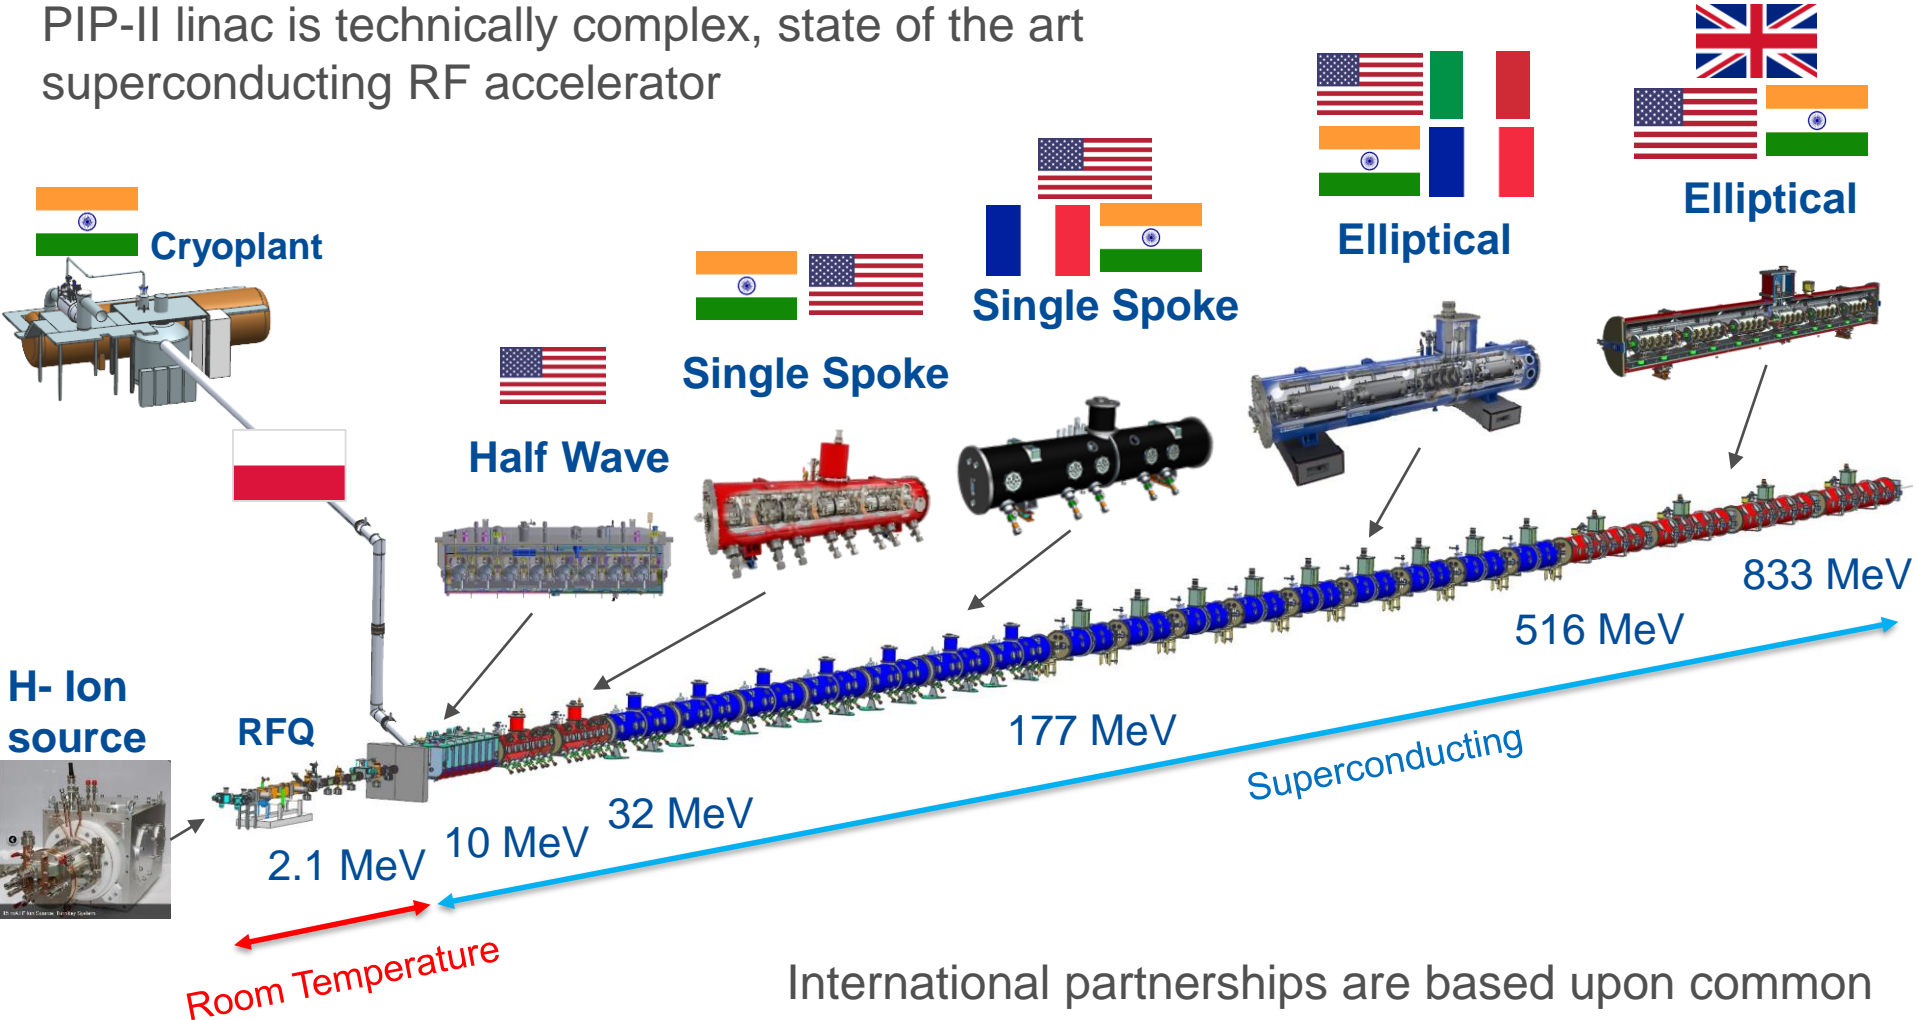 PIP-II linac is technically complex, state of the art
superconducting RF accelerator
Cryoplant
Half Wave
Single Spoke
Single Spoke
Elliptical
Elliptical
H- Ion
source
RFQ
2.1 MeV
10 MeV
32 MeV
177 MeV
516 MeV
833 MeV
Superconducting
Room Temperature
International partnerships are based upon common